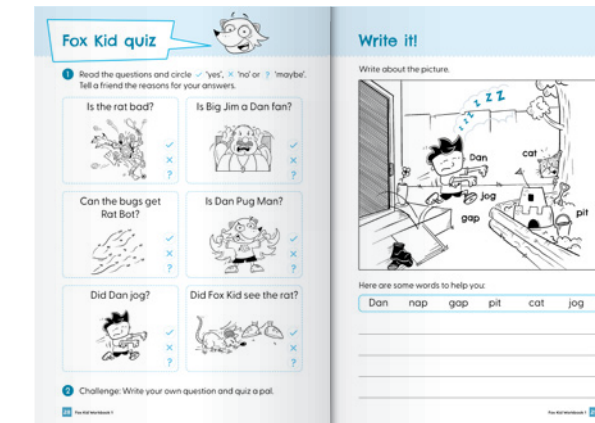 Fox Kid quiz
1 Read the questions and circle ✓ 'yes', ✕ 'no' or ? 'maybe'.
Tell a friend the reasons for your answers.
Is the rat bad?
✓
✕
?
Is Big Jim a Dan fan?
✓
✕
?
Can the bugs get
Rat Bot?
✓
✕
?
Is Dan Pug Man?
✓
✕
?
Did Dan jog?
✓
✕
?
Did Fox Kid see the rat?
✓
✕
?
2 Challenge: Write your own question and quiz a pal.
28 Fox Kid Workbook 1
Write it!
Write about the picture.
z z z z z Z Z
Dan
cat
jog
gap
pit
Here are some words to help you:
Dan nap gap pit cat jog
Fox Kid Workbook 1